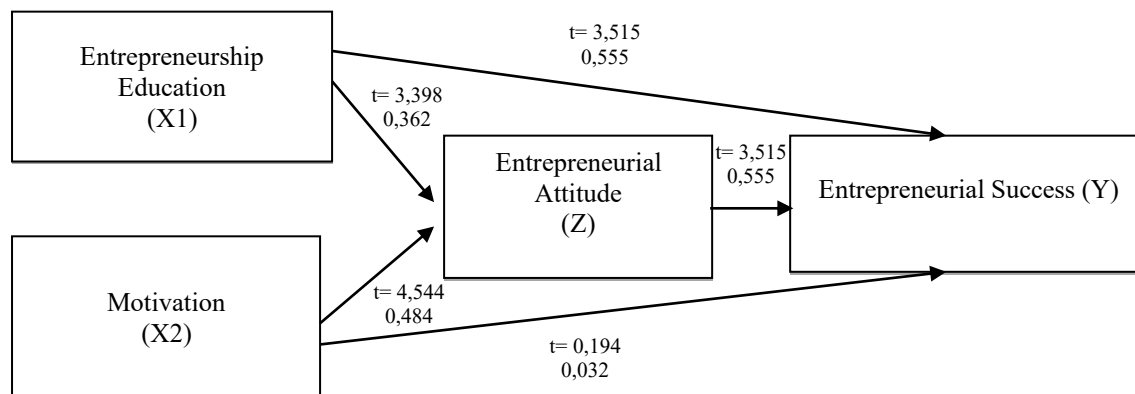 Entrepreneurship
Education
(X1)
t= 3,515
0,555
t= 3,398
0,362
Entrepreneurial
Attitude
(Z)
t= 3,515
0,555
Entrepreneurial Success (Y)
Motivation
(X2)
t= 4,544
0,484
t= 0,194
0,032